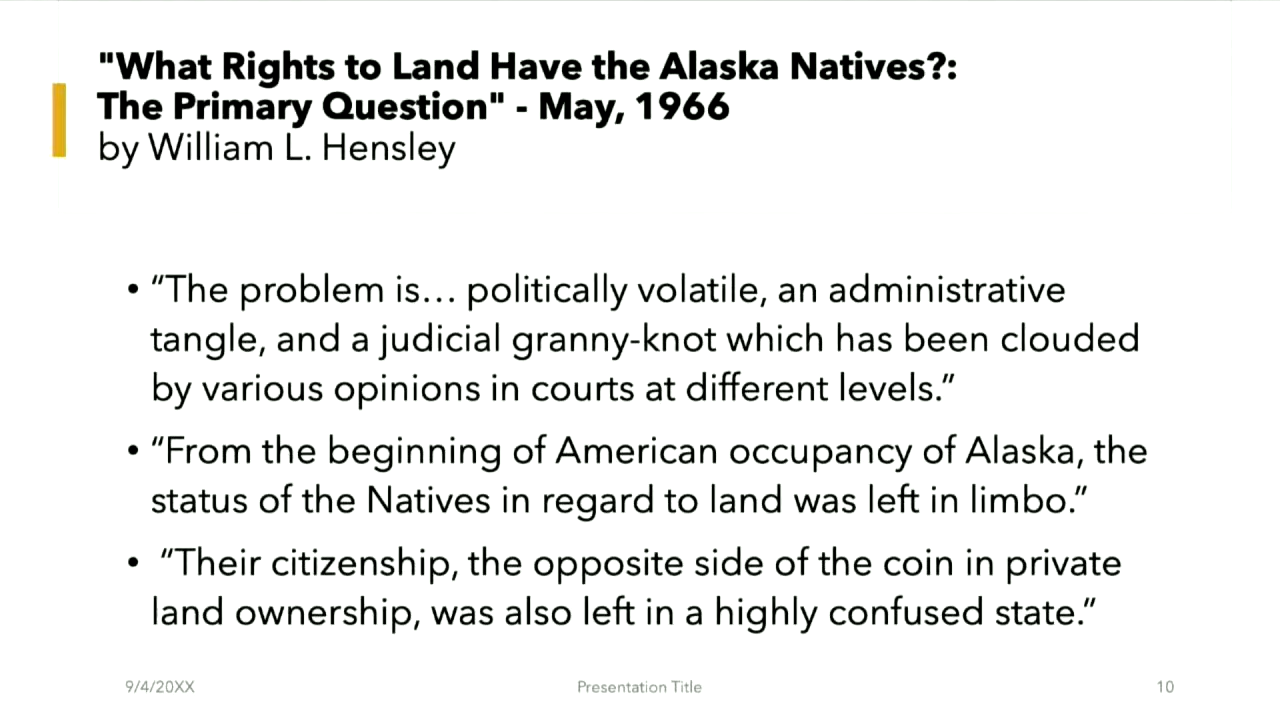 "What Rights to Land Have the Alaska Natives?:
The Primary Question" - May, 1966
by William L. Hensley
• “The problem is… politically volatile, an administrative
tangle, and a judicial granny-knot which has been clouded
by various opinions in courts at different levels.”
• “From the beginning of American occupancy of Alaska, the
status of the Natives in regard to land was left in limbo.”
• “Their citizenship, the opposite side of the coin in private
land ownership, was also left in a highly confused state.”
9/4/20XX
Presentation Title
10